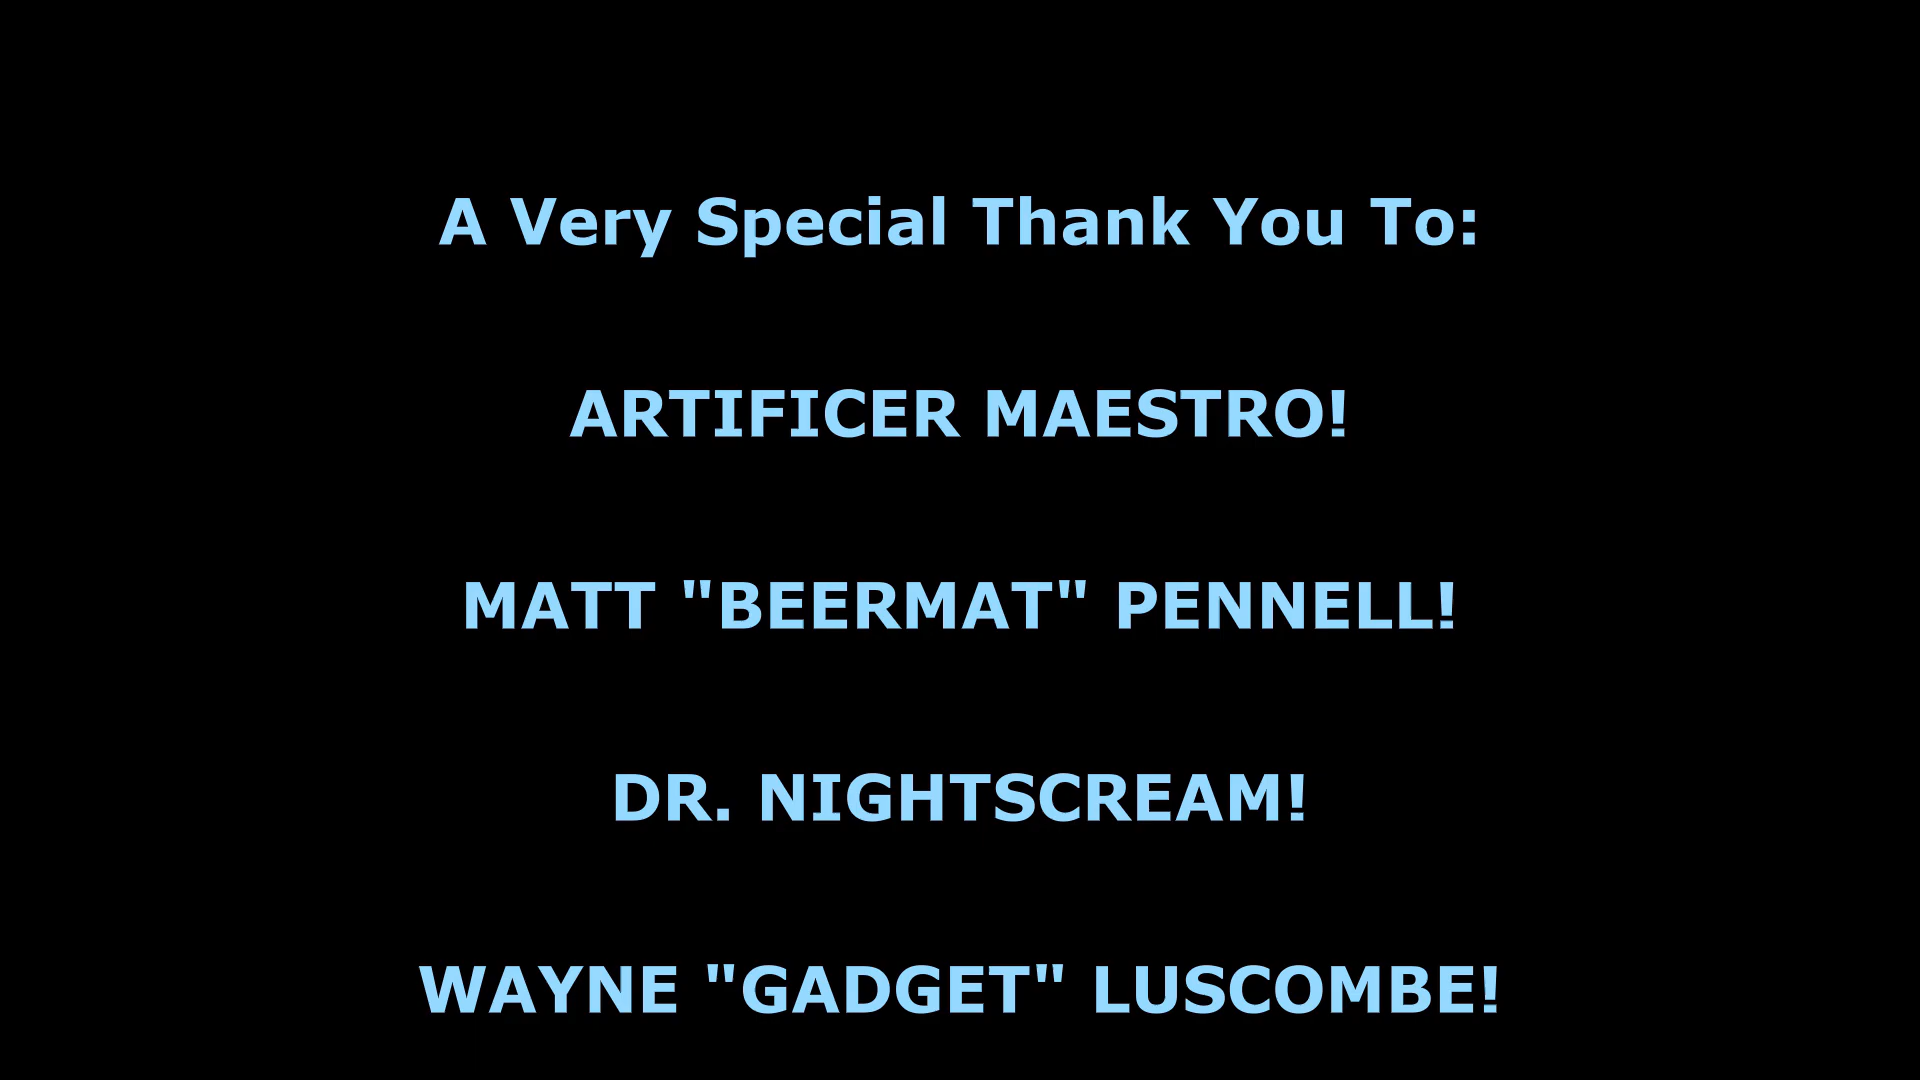 A Very Special Thank You To:
ARTIFICER MAESTRO!
MATT "BEERMAT" PENNELL!
DR. NIGHTSCREAM!
WAYNE "GADGET" LUSCOMBE!